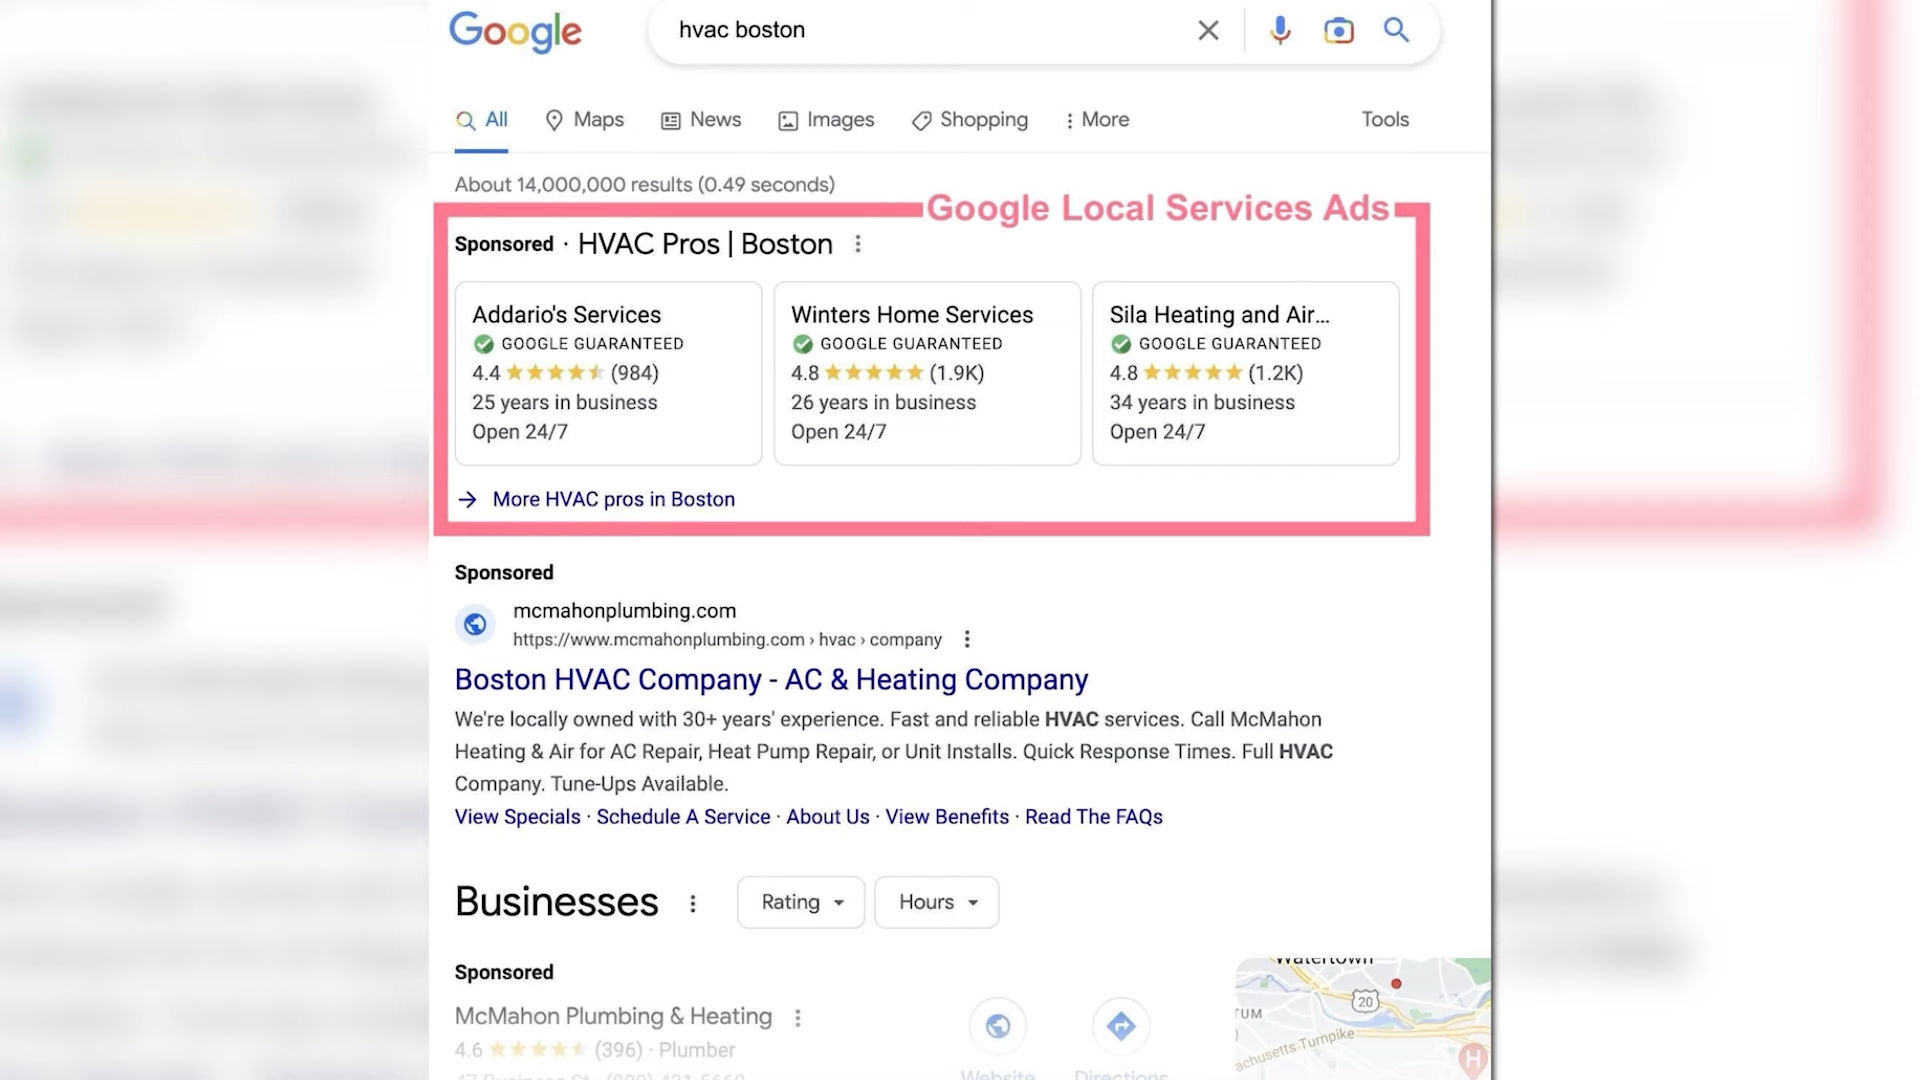 Google
hvac boston
All Maps News Images Shopping More Tools
About 14,000,000 results (0.49 seconds)
Google Local Services Ads
Sponsored · HVAC Pros | Boston
Addario's Services
GOOGLE GUARANTEED
4.4 (984)
25 years in business
Open 24/7
Winters Home Services
GOOGLE GUARANTEED
4.8 (1.9K)
26 years in business
Open 24/7
Sila Heating and Air...
GOOGLE GUARANTEED
4.8 (1.2K)
34 years in business
Open 24/7
More HVAC pros in Boston
Sponsored
mcmahonplumbing.com
https://www.mcmahonplumbing.com › hvac › company
Boston HVAC Company - AC & Heating Company
We're locally owned with 30+ years' experience. Fast and reliable HVAC services. Call McMahon
Heating & Air for AC Repair, Heat Pump Repair, or Unit Installs. Quick Response Times. Full HVAC
Company. Tune-Ups Available.
View Specials · Schedule A Service · About Us · View Benefits · Read The FAQs
Businesses
Rating
Hours
Sponsored
McMahon Plumbing & Heating
4.6 (396) · Plumber
Website
Directions
Watertown
20
TUM
achusetts Turnpike
H